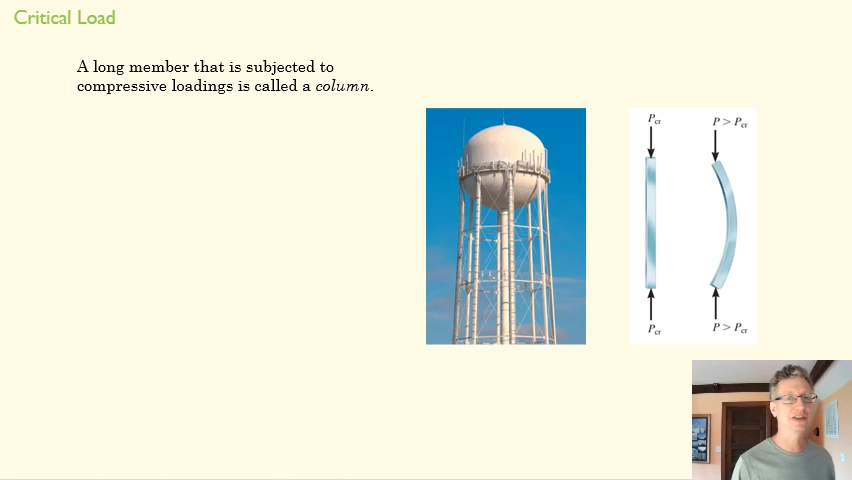 Critical Load
A long member that is subjected to
compressive loadings is called a column.
Pcr
P > Pcr
Pcr
P > Pcr